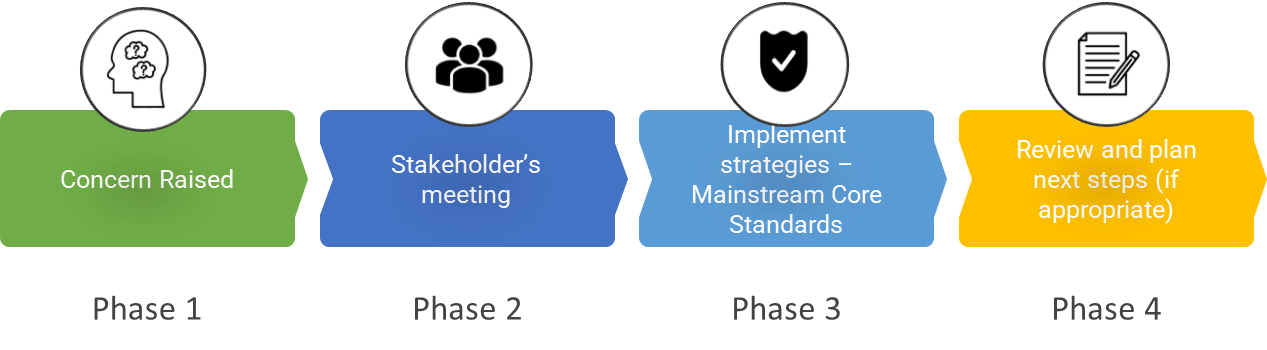 Concern Raised
Stakeholder’s
meeting
Implement
strategies –
Mainstream Core
Standards
Review and plan
next steps (if
appropriate)
Phase 1
Phase 2
Phase 3
Phase 4